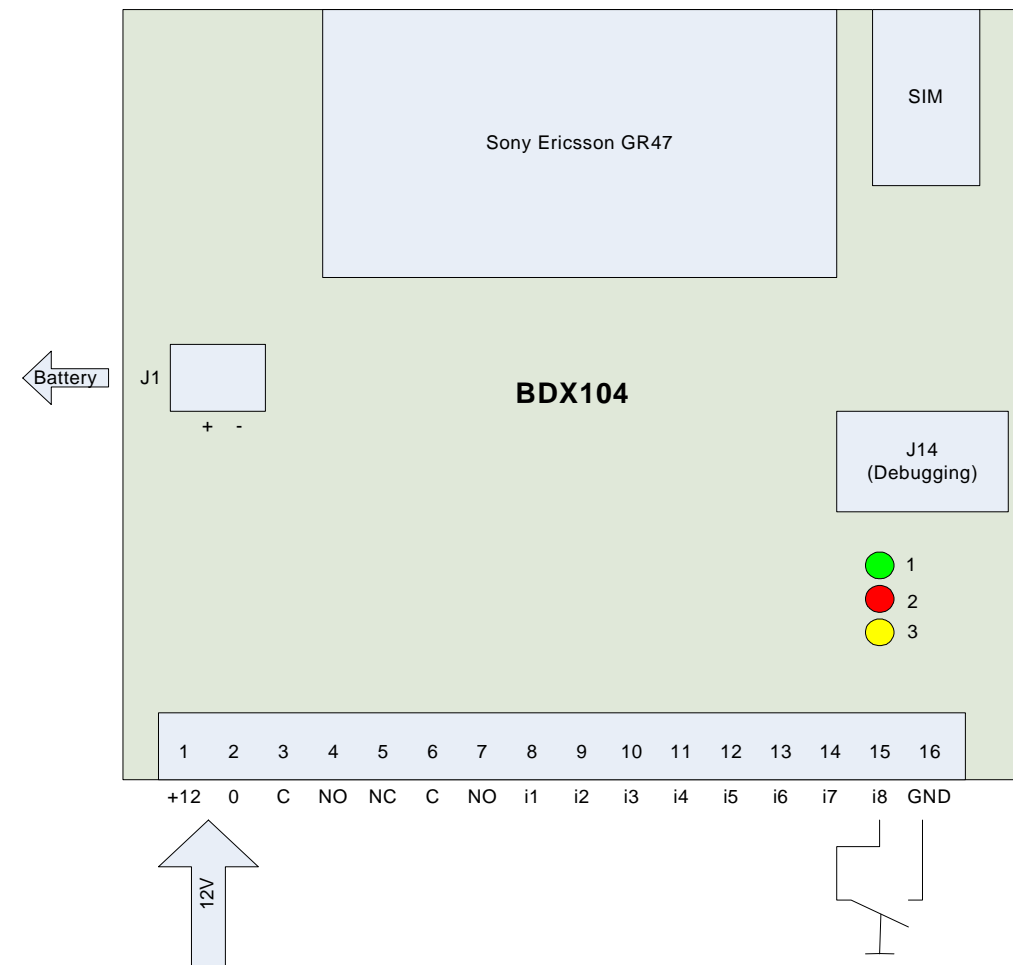 SIM
Sony Ericsson GR47
Battery
J1
BDX104
+ -
J14
(Debugging)
1
2
3
1 2 3 4 5 6 7 8 9 10 11 12 13 14 15 16
+12 0 C NO NC C NO i1 i2 i3 i4 i5 i6 i7 i8 GND
12V